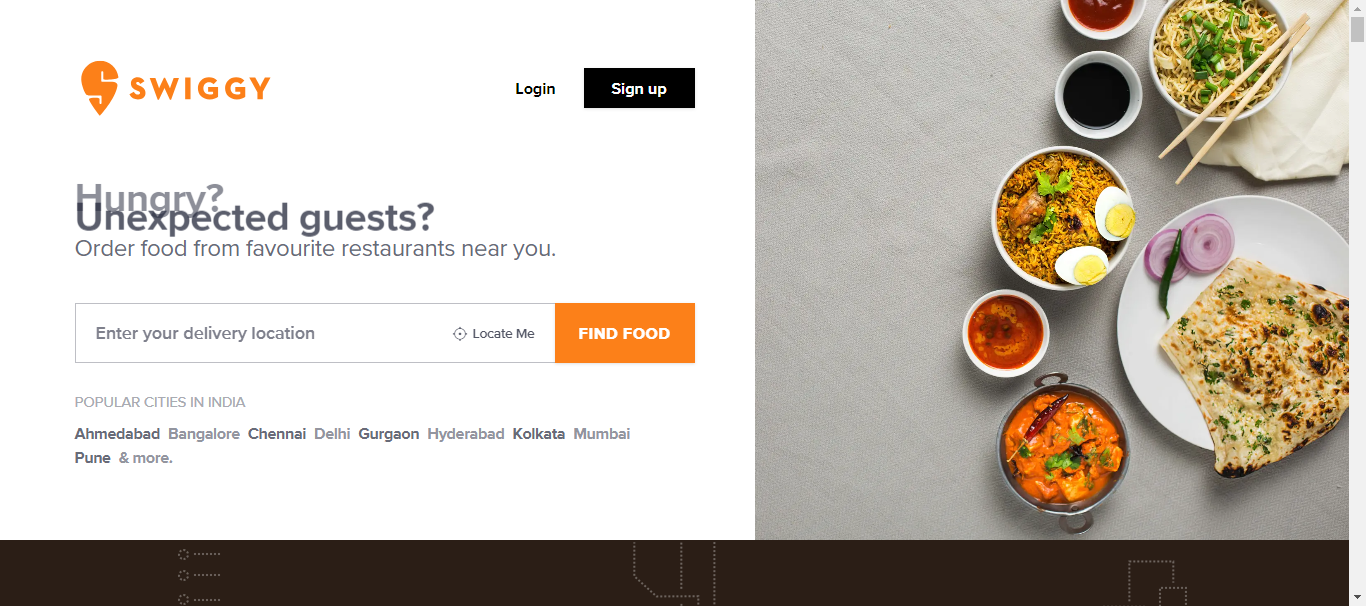 SWIGGY
Login
Sign up
Hungry?
Unexpected guests?
Order food from favourite restaurants near you.
Enter your delivery location
Locate Me
FIND FOOD
POPULAR CITIES IN INDIA
Ahmedabad Bangalore Chennai Delhi Gurgaon Hyderabad Kolkata Mumbai
Pune & more.